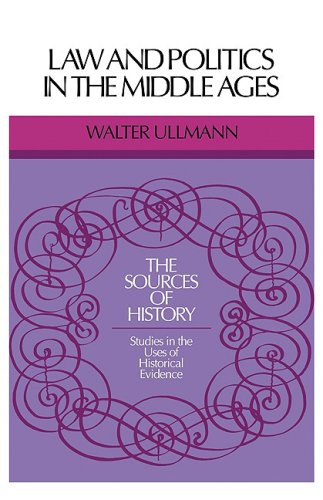 LAW AND POLITICS
IN THE MIDDLE AGES
WALTER ULLMANN
THE
SOURCES
OF
HISTORY
Studies in the
Uses of
Historical
Evidence